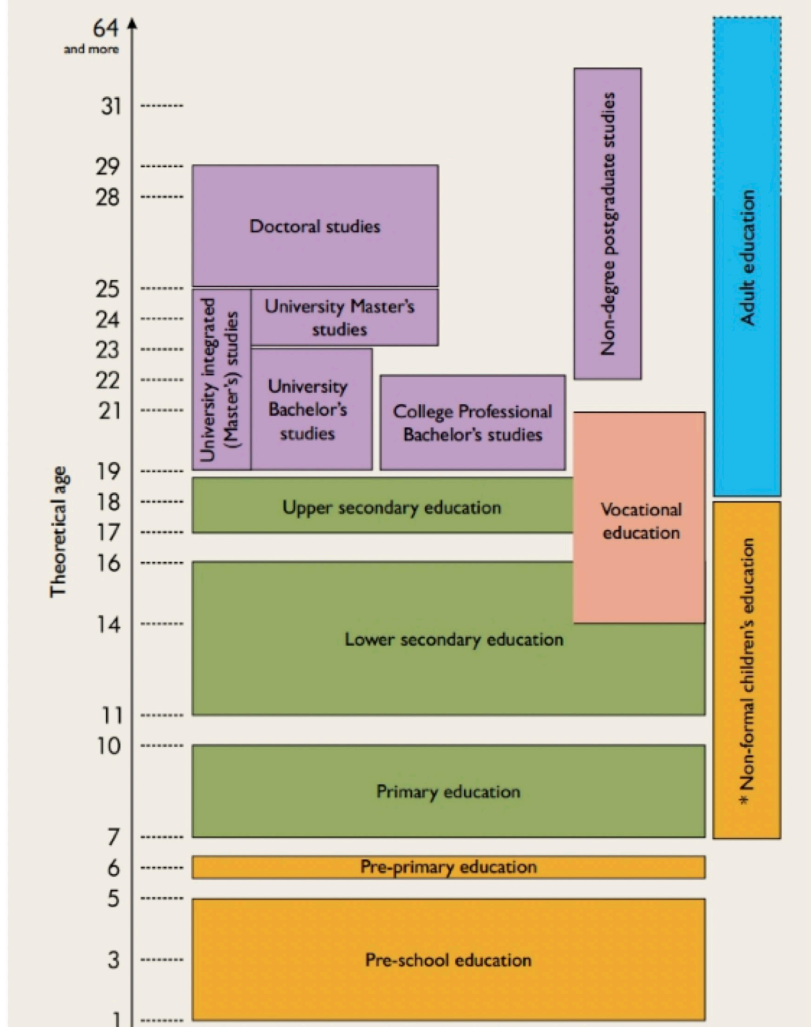 64
and more
31
29
28
Doctoral studies
25
24
23
22
21
19
18
17
16
14
11
10
7
6
5
3
1
Theoretical age
University integrated
(Master's) studies
University Master's
studies
University
Bachelor's
studies
College Professional
Bachelor's studies
Non-degree postgraduate studies
Adult education
Upper secondary education
Vocational
education
Lower secondary education
* Non-formal children's education
Primary education
Pre-primary education
Pre-school education